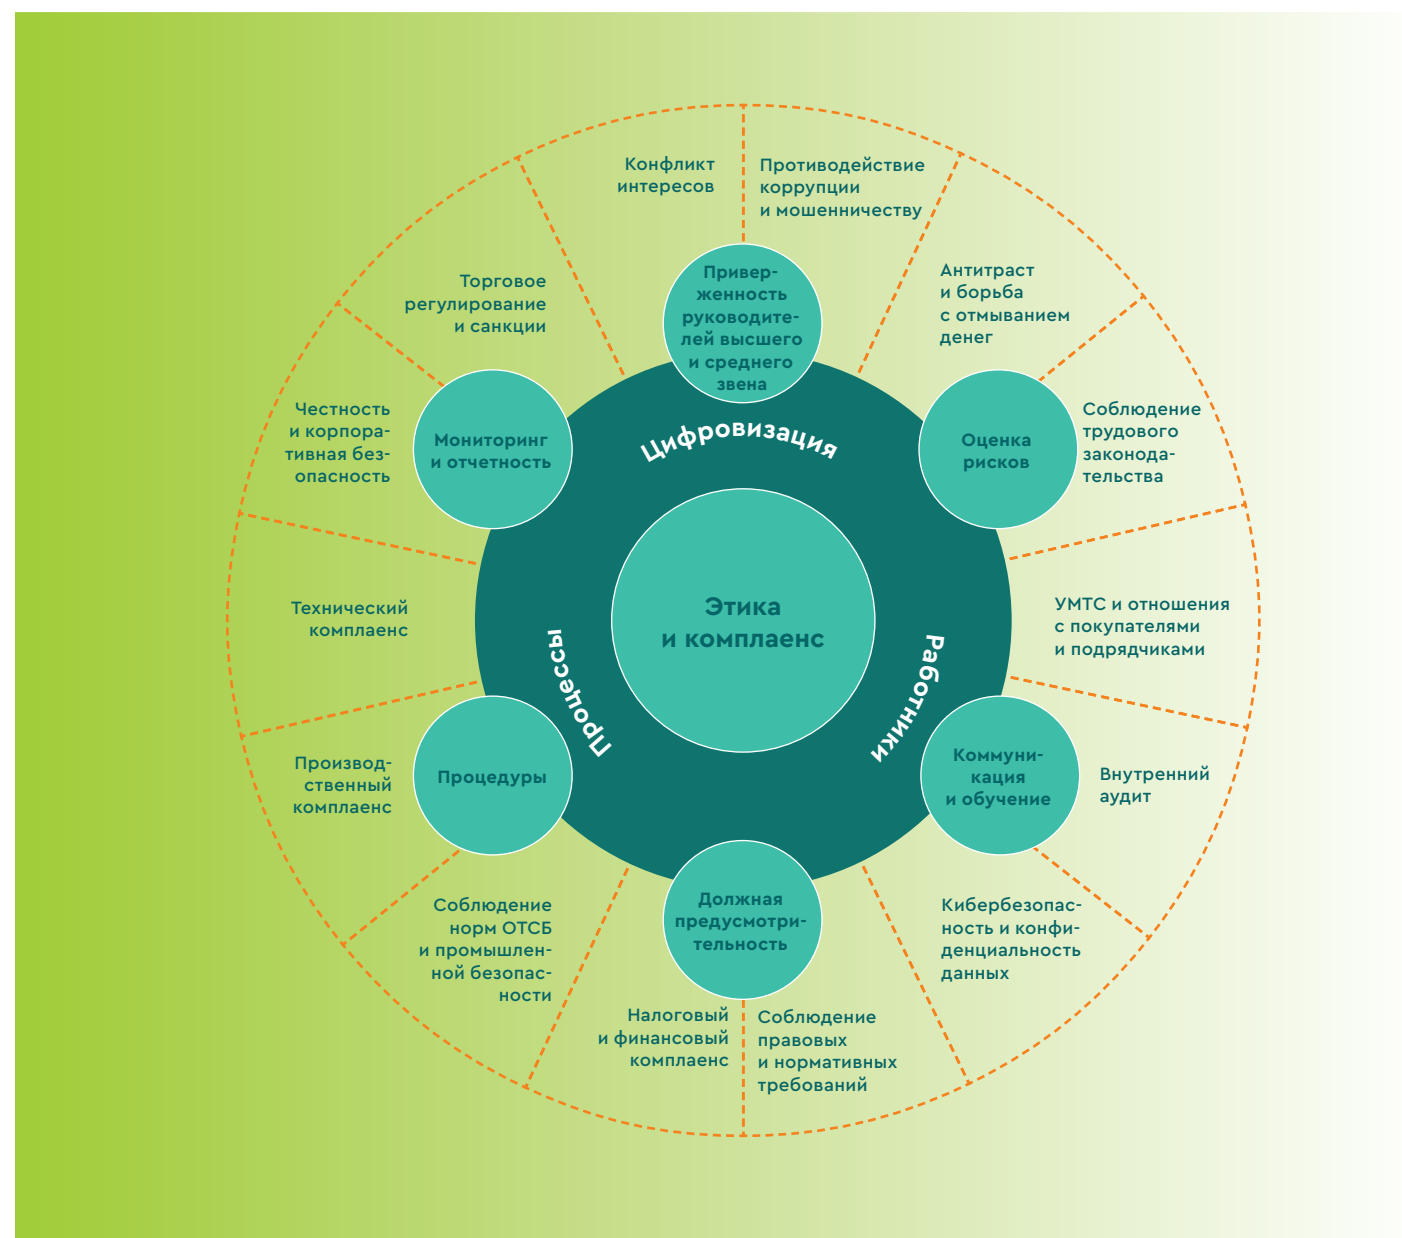 Конфликт
интересов
Противодействие
коррупции
и мошенничеству
Антитраст
и борьба
с отмыванием
денег
Соблюдение
трудового
законода-
тельства
УМТС и отношения
с покупателями
и подрядчиками
Внутренний
аудит
Кибербезопас-
ность и конфи-
денциальность
данных
Соблюдение
правовых
и нормативных
требований
Налоговый
и финансовый
комплаенс
Соблюдение
норм ОТСБ
и промышлен-
ной безопас-
ности
Производ-
ственный
комплаенс
Технический
комплаенс
Честность
и корпора-
тивная без-
опасность
Торговое
регулирование
и санкции
Привер-
женность
руководите-
лей высшего
и среднего
звена
Оценка
рисков
Коммуни-
кация
и обучение
Должная
предусмотри-
тельность
Процедуры
Мониторинг
и отчетность
Цифровизация
Работники
Процессы
Этика
и комплаенс